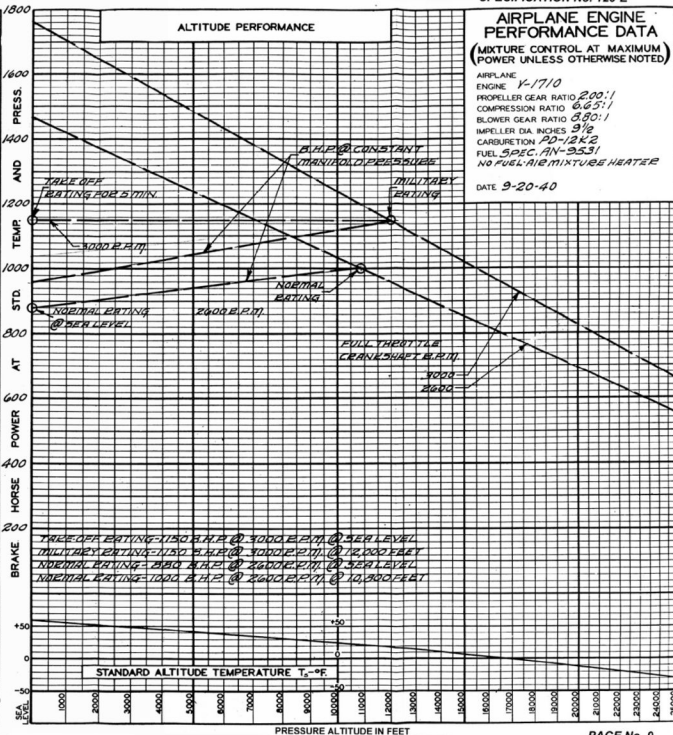 AIRPLANE ENGINE
PERFORMANCE DATA
(MIXTURE CONTROL AT MAXIMUM
POWER UNLESS OTHERWISE NOTED)
AIRPLANE
ENGINE V-1710
PROPELLER GEAR RATIO 2.00:1
COMPRESSION RATIO 6.65:1
BLOWER GEAR RATIO 8.80:1
IMPELLER DIA. INCHES 9½
CARBURETION PD-12K2
FUEL SPEC. AN-9531
NO FUEL-AIR MIXTURE HEATER
DATE 9-20-40
ALTITUDE PERFORMANCE
BRAKE HORSE POWER AT STD. TEMP. AND PRESS.
1800
1600
1400
1200
1000
800
600
400
200
+50
0
-50
B.H.P. @ CONSTANT
MANIFOLD PRESSURE
TAKE OFF
RATING FOR 5 MIN.
MILITARY
RATING
3000 R.P.M.
NORMAL
RATING
NORMAL RATING
@ SEA LEVEL
2600 R.P.M.
FULL THROTTLE
CRANKSHAFT R.P.M.
3000
2600
TAKE-OFF RATING-1150 B.H.P. @ 3000 R.P.M. @ SEA LEVEL
MILITARY RATING-1150 B.H.P. @ 3000 R.P.M. @ 12,000 FEET
NORMAL RATING- 880 B.H.P. @ 2600 R.P.M. @ SEA LEVEL
NORMAL RATING-1000 B.H.P. @ 2600 R.P.M. @ 10,800 FEET
+50
0
-50
STANDARD ALTITUDE TEMPERATURE Ts-°F.
SEA LEVEL
1000
2000
3000
4000
5000
6000
7000
8000
9000
10000
11000
12000
13000
14000
15000
16000
17000
18000
19000
20000
21000
22000
23000
24000
PRESSURE ALTITUDE IN FEET
PAGE No. 9